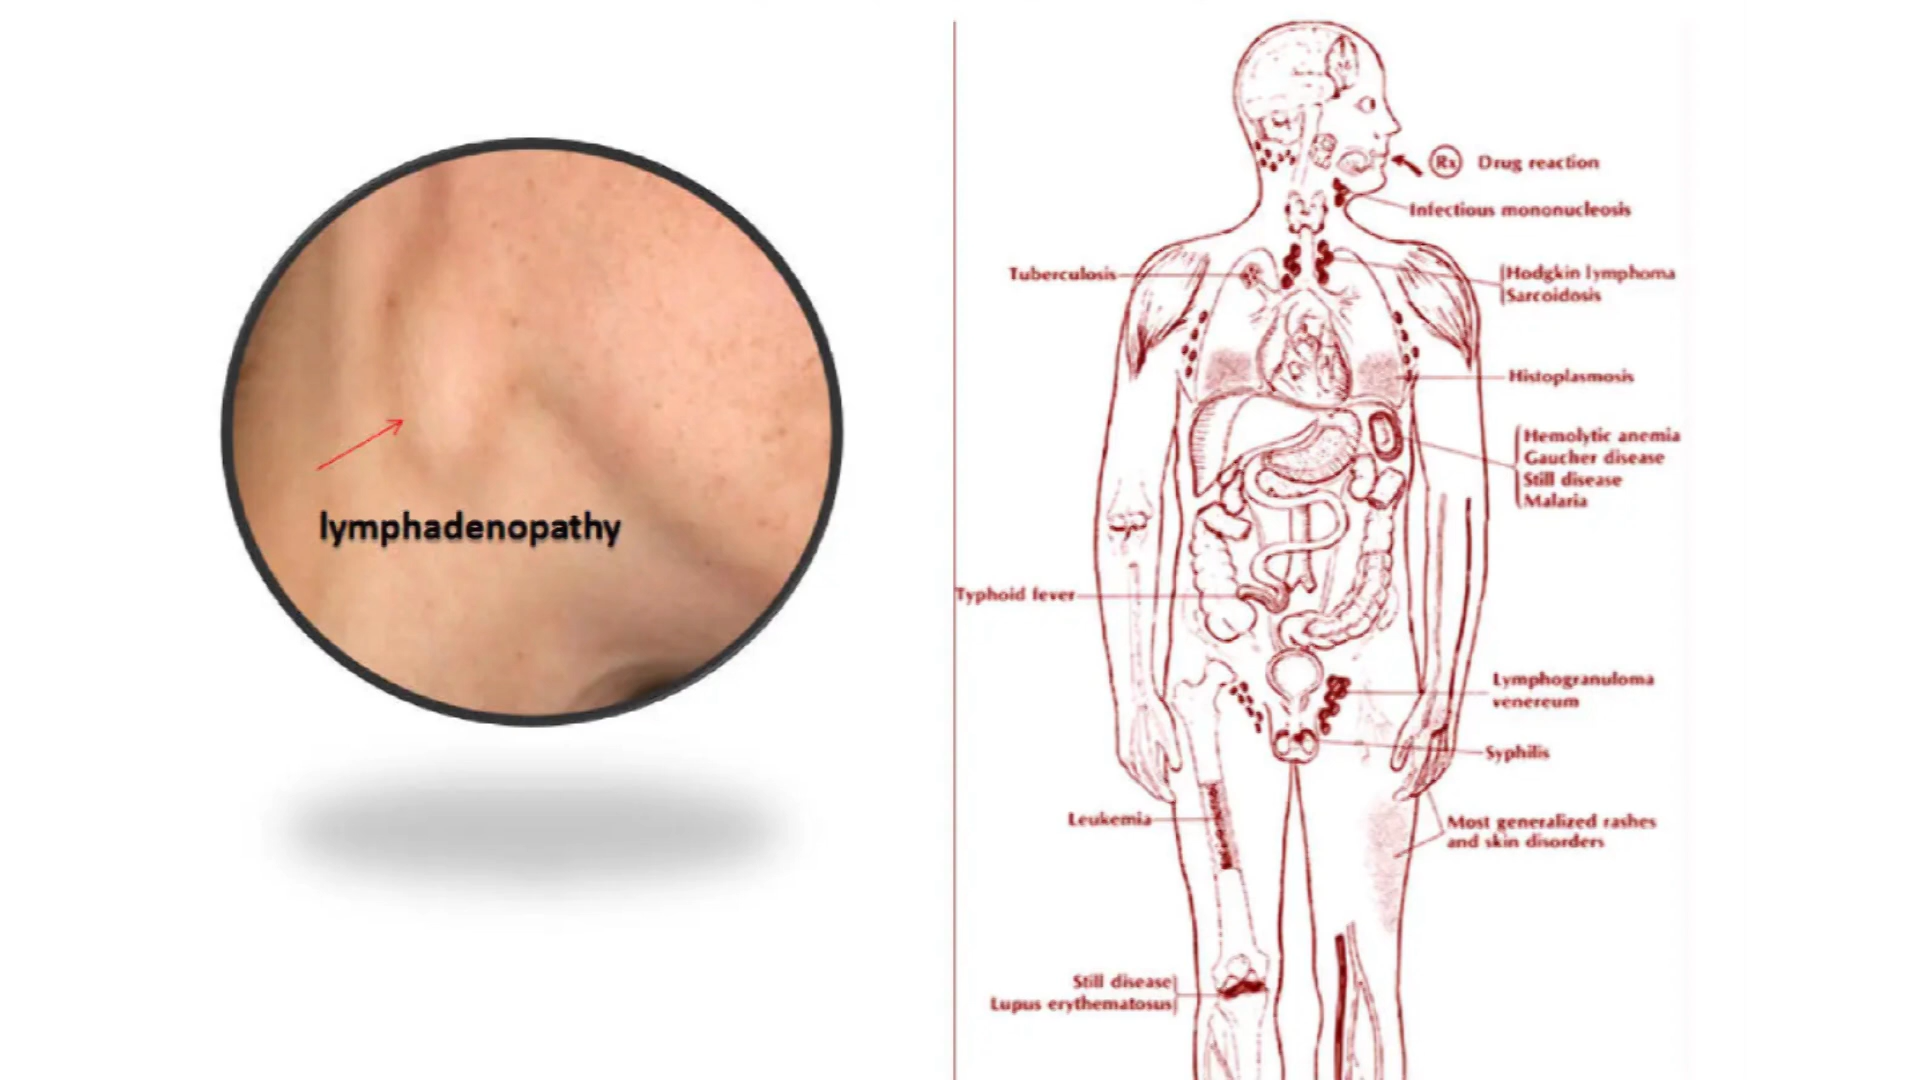 lymphadenopathy
Rx Drug reaction
Infectious mononucleosis
Tuberculosis
Hodgkin lymphoma
Sarcoidosis
Histoplasmosis
Hemolytic anemia
Gaucher disease
Still disease
Malaria
Typhoid fever
Lymphogranuloma
venereum
Syphilis
Leukemia
Most generalized rashes
and skin disorders
Still disease
Lupus erythematosus